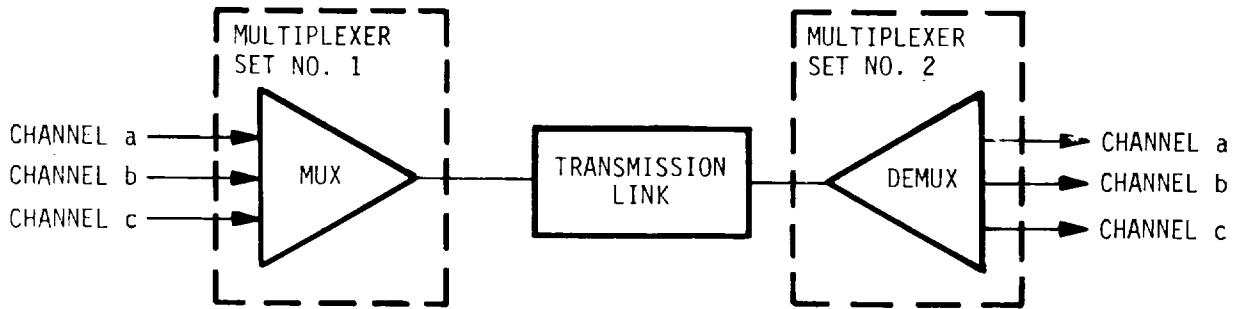 MULTIPLEXER
SET NO. 1
CHANNEL a
CHANNEL b
CHANNEL c
MUX
TRANSMISSION
LINK
MULTIPLEXER
SET NO. 2
DEMUX
CHANNEL a
CHANNEL b
CHANNEL c